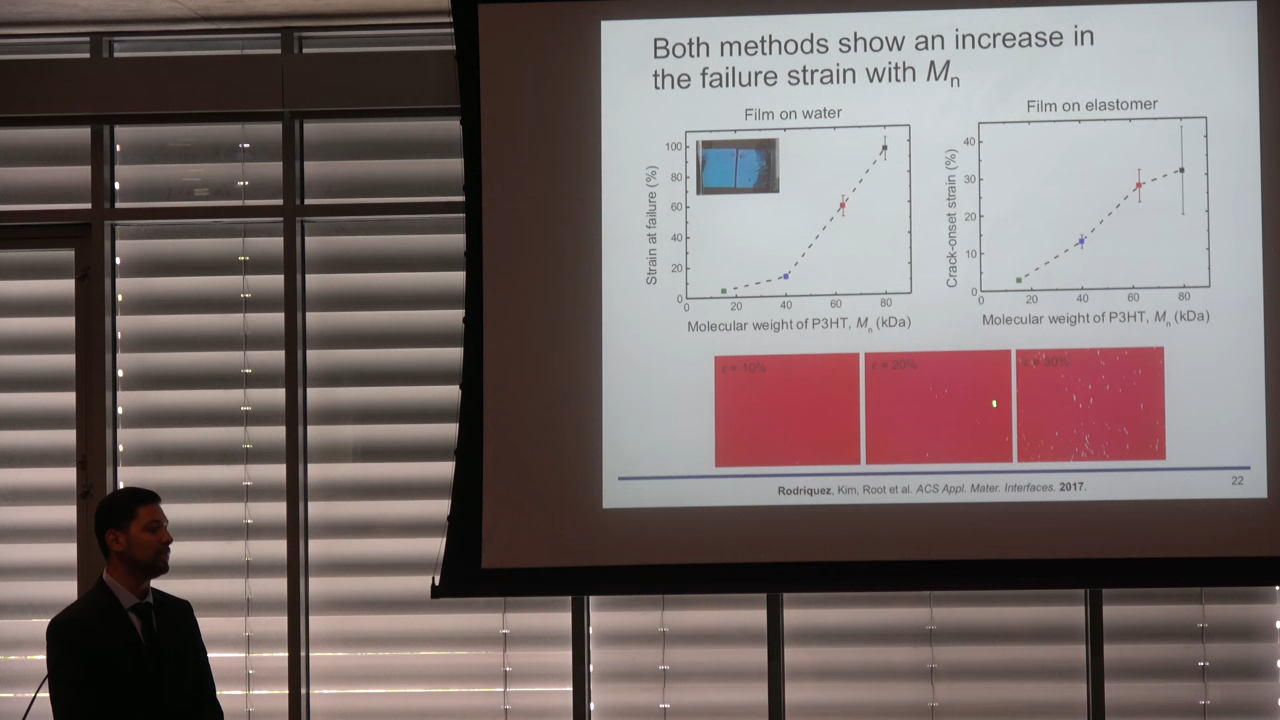 Both methods show an increase in
the failure strain with Mn
Film on water
Strain at failure (%)
100
80
60
40
20
0
0 20 40 60 80
Molecular weight of P3HT, Mn (kDa)
Film on elastomer
Crack-onset strain (%)
40
30
20
10
0
0 20 40 60 80
Molecular weight of P3HT, Mn (kDa)
ε = 10%
ε = 20%
ε = 30%
Rodriquez, Kim, Root et al. ACS Appl. Mater. Interfaces. 2017.
22